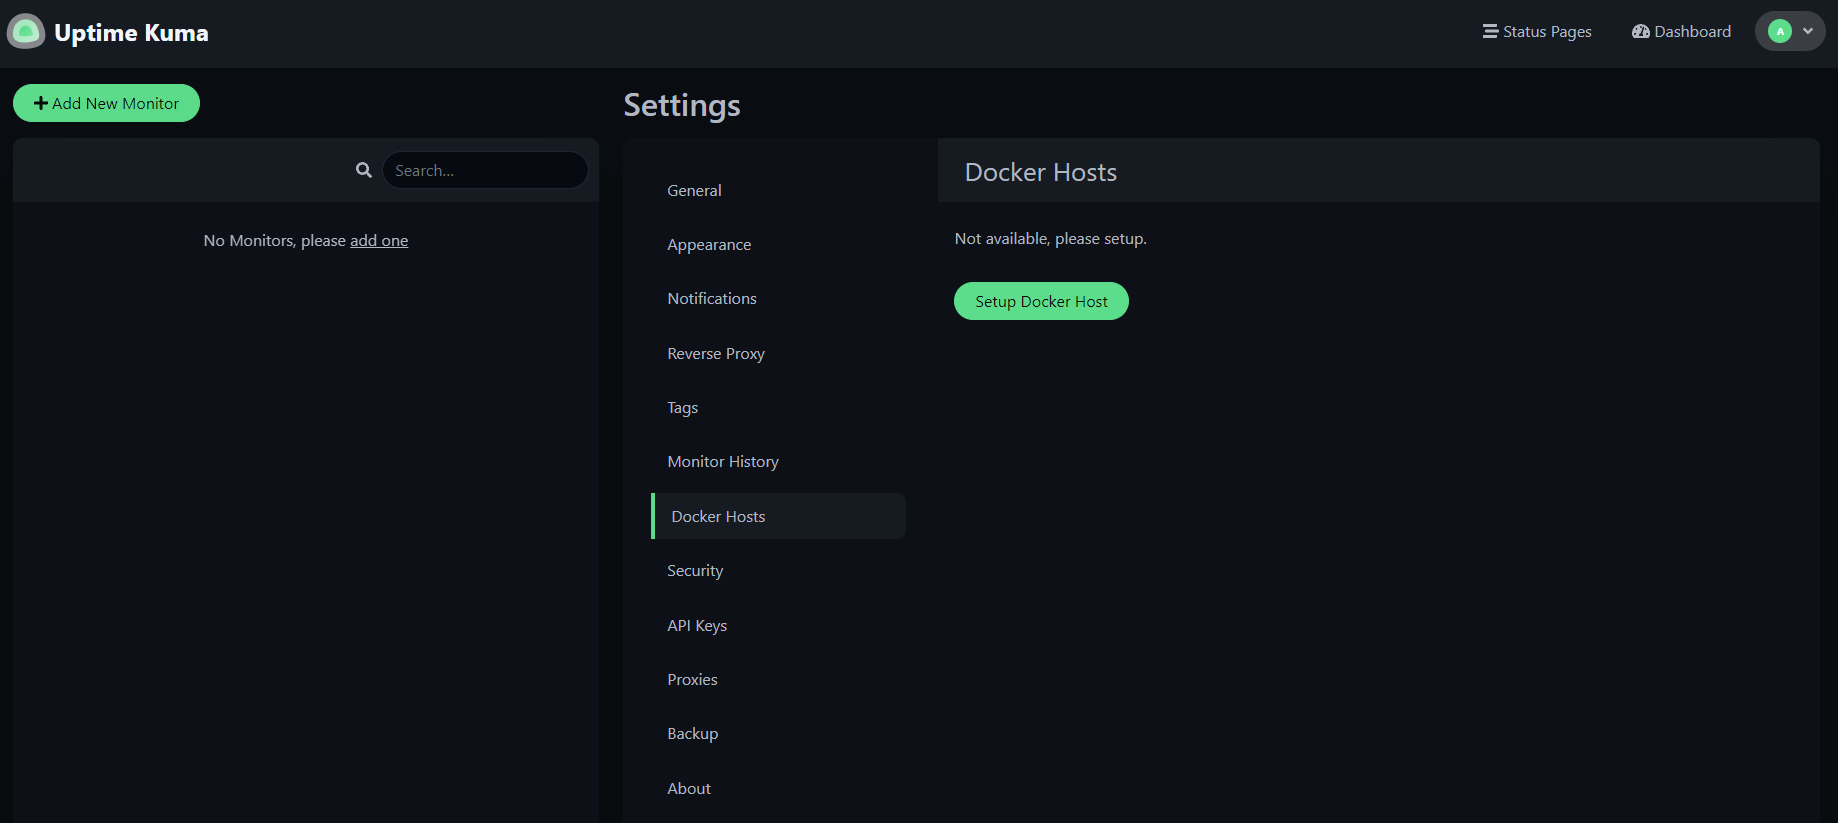 Uptime Kuma
Status Pages
Dashboard
A
Add New Monitor
Search...
No Monitors, please add one
Settings
General
Appearance
Notifications
Reverse Proxy
Tags
Monitor History
Docker Hosts
Security
API Keys
Proxies
Backup
About
Docker Hosts
Not available, please setup.
Setup Docker Host